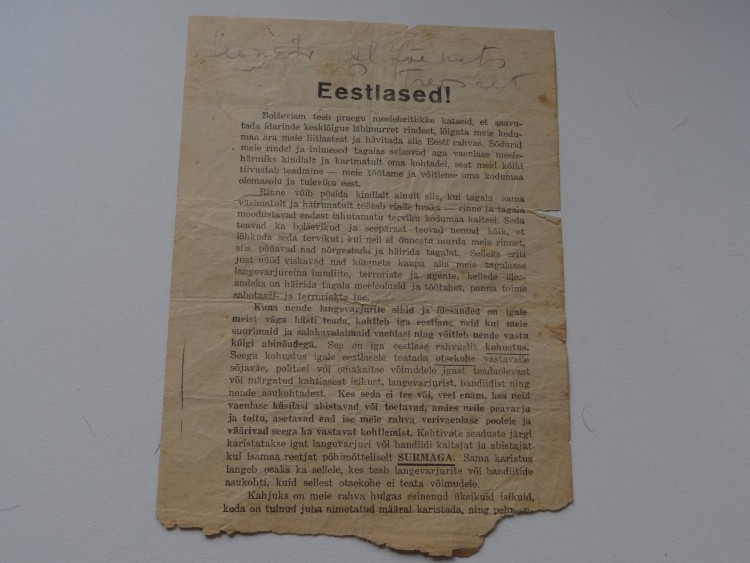 Eestlased!
Bolševism teeb praegu meeleheitlikke katseid, et saavu-
tada idarinde keskiõigus läbimurret rindest, lõigata meie kodu-
maa ära meie liitlastest ja hävitada siis Eesti rahvas. Sõdurid
meie rindel ja inimesed tagalas seisavad aga vaenlase meele-
härmiks kindlalt ja kartmatult oma kohtadel, sest meid kõiki
tiivustab teadmine — meie töötame ja võitleme oma kodumaa
olemasolu ja tuleviku eest.
Rinne võib püsida kindlalt ainult siis, kui tagala sama
väsimatult ja häirimatult töötab rinde heaks — rinne ja tagala
moodustavad endast lahutamatu terviku kodumaa kaitsel. Seda
teavad ka boševikud ja seepärast teevad nemad kõik, et
lõhkuda seda tervikut; kui neil ei õnnestu murda meie rinnet,
siis püüavad nad nõrgestada ja häirida tagalat. Selleks eriti
just nüüd viskavad nad kümnete kaupa alla meie tagalasse
langevarjureina bandiite, terroriste ja agente, kellede üles-
andeks on häirida tagala meeleolusid ja töötahet, panna toime
sabotaaži- ja terroriakte jne.
Kuna nende langevarjurite sihid ja ülesanded on igale
meist väga hästi teada, kohtleb iga eestlane neid kui meie
suurimaid ja salakavalaimaid vaenlasi ning võitleb nende vastu
kõigi abinõudega. See on iga eestlase rahvuslik kohustus.
Seega kohustus igale eestlasele teatada otsekohe vastavaile
sõjaväe, politsei või omakaitse võimudele igast teadaolevast
või märgatud kahtlasest isikust, langevarjurist, bandiidist ning
nende asukohtadest. Kes seda ei tee või, veel enam, kes neid
vaenlase käsilasi abistavad või toetavad, andes neile peavarju
ja toitu, asetavad end ise meie rahva verivaenlase poolele ja
väärivad seega ka vastavat kohtlemist. Kehtivate seaduste järgi
karistatakse igat langevarjuri või bandiidi kaitsjat ja abistajat
kui isamaa reetjat põhimõtteliselt SURMAGA. Sama karistus
langeb osaks ka sellele, kes teab langevarjurite või bandiitide
asukohti, kuid sellest otsekohe ei teata võimudele.
Kahjuks on meie rahva hulgas esinenud üksikuid isikuid,
keda on tulnud juba nimetatud määral karistada, ning